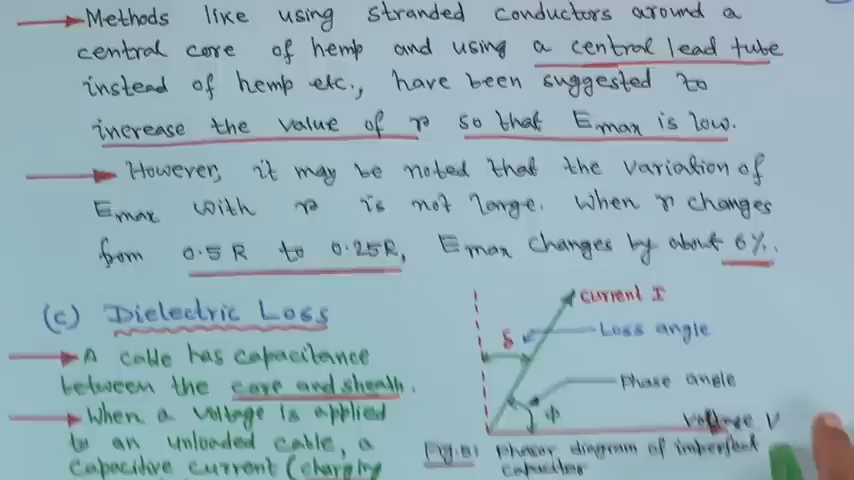 Methods like using stranded conductors around a
central core of hemp and using a central lead tube
instead of hemp etc., have been suggested to
increase the value of r so that Emax is low.
However, it may be noted that the variation of
Emax with r is not large. When r changes
from 0.5 R to 0.25R, Emax changes by about 6%.
(c) Dielectric Loss
A cable has capacitance
between the core and sheath.
When a voltage is applied
to an unloaded cable, a
capacitive current (charging
current I
δ
Loss angle
Phase angle
ϕ
Voltage V
Fig.(B) Phasor diagram of imperfect
capacitor